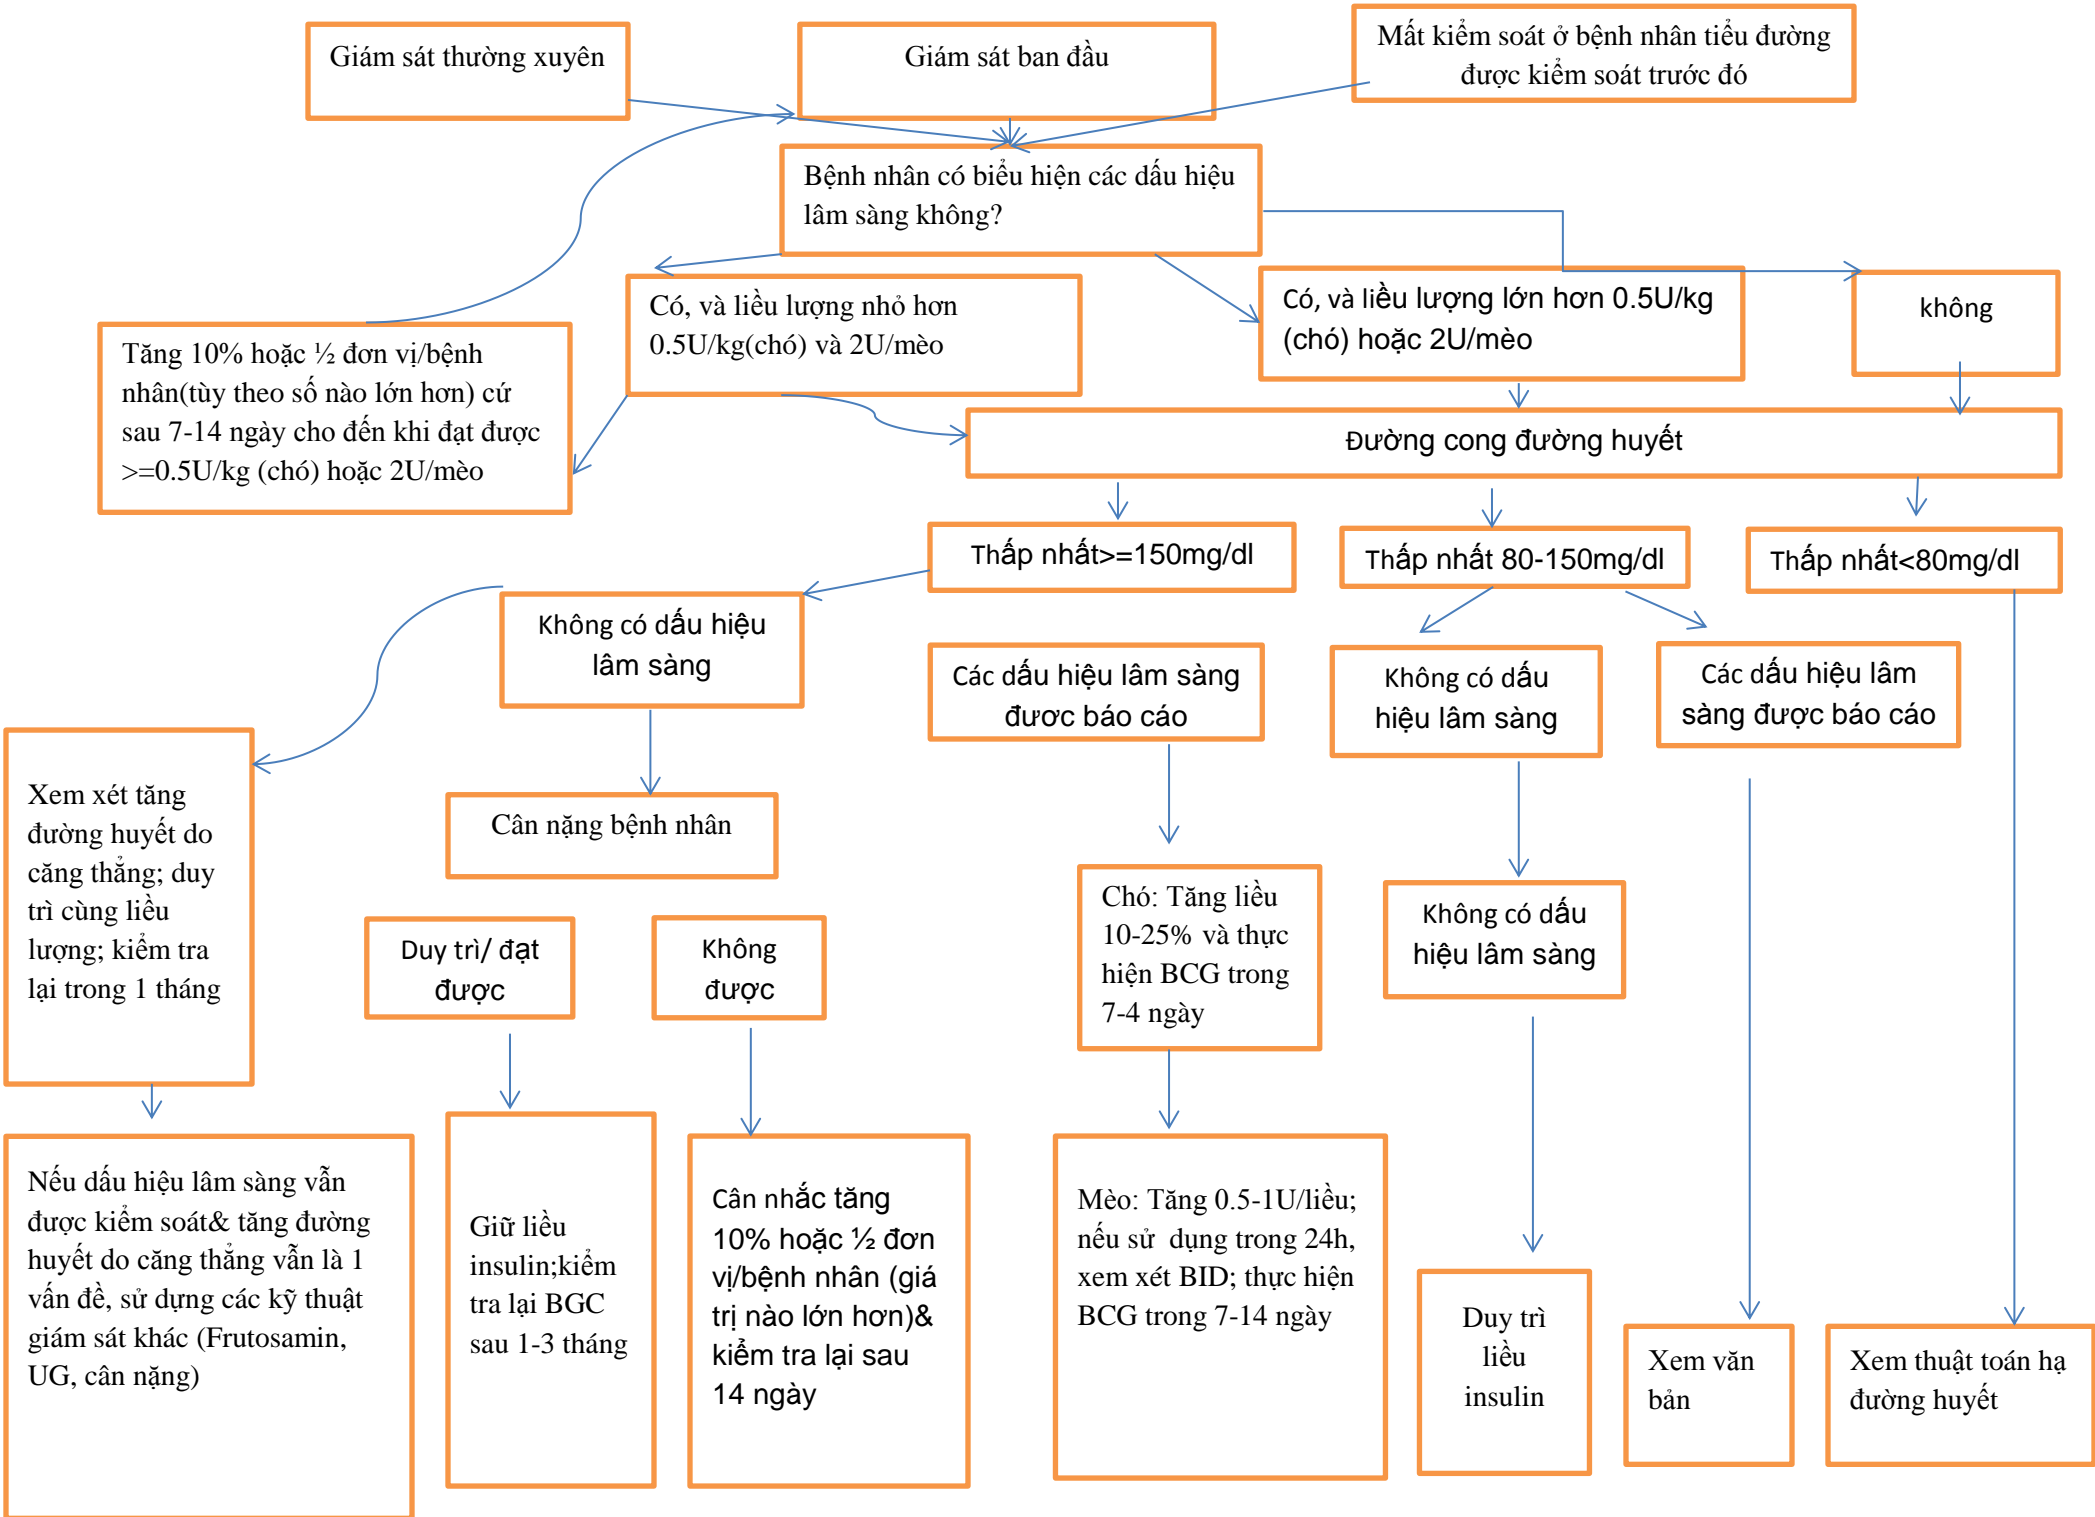 Giám sát thường xuyên
Giám sát ban đầu
Mất kiểm soát ở bệnh nhân tiểu đường
được kiểm soát trước đó
Bệnh nhân có biểu hiện các dấu hiệu
lâm sàng không?
Có, và liều lượng nhỏ hơn
0.5U/kg(chó) và 2U/mèo
Có, và liều lượng lớn hơn 0.5U/kg
(chó) hoặc 2U/mèo
không
Tăng 10% hoặc ½ đơn vị/bệnh
nhân(tùy theo số nào lớn hơn) cứ
sau 7-14 ngày cho đến khi đạt được
>=0.5U/kg (chó) hoặc 2U/mèo
Đường cong đường huyết
Thấp nhất>=150mg/dl
Thấp nhất 80-150mg/dl
Thấp nhất<80mg/dl
Không có dấu hiệu
lâm sàng
Các dấu hiệu lâm sàng
đươc báo cáo
Không có dấu
hiệu lâm sàng
Các dấu hiệu lâm
sàng được báo cáo
Xem xét tăng
đường huyết do
căng thẳng; duy
trì cùng liều
lượng; kiểm tra
lại trong 1 tháng
Cân nặng bệnh nhân
Duy trì/ đạt
được
Không
được
Chó: Tăng liều
10-25% và thực
hiện BCG trong
7-4 ngày
Không có dấu
hiệu lâm sàng
Nếu dấu hiệu lâm sàng vẫn
được kiểm soát& tăng đường
huyết do căng thẳng vẫn là 1
vấn đề, sử dựng các kỹ thuật
giám sát khác (Frutosamin,
UG, cân nặng)
Giữ liều
insulin;kiểm
tra lại BGC
sau 1-3 tháng
Cân nhắc tăng
10% hoặc ½ đơn
vị/bệnh nhân (giá
trị nào lớn hơn)&
kiểm tra lại sau
14 ngày
Mèo: Tăng 0.5-1U/liều;
nếu sử dụng trong 24h,
xem xét BID; thực hiện
BCG trong 7-14 ngày
Duy trì
liều
insulin
Xem văn
bản
Xem thuật toán hạ
đường huyết